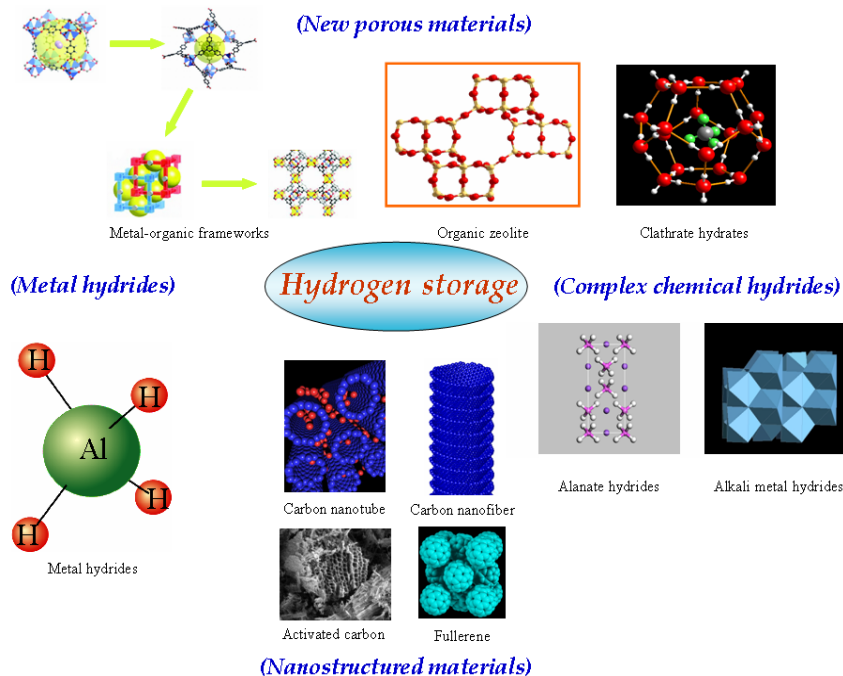 (New porous materials)
Metal-organic frameworks
Organic zeolite
Clathrate hydrates
(Metal hydrides)
Hydrogen storage
(Complex chemical hydrides)
H
H
Al
H
H
Metal hydrides
Carbon nanotube
Carbon nanofiber
Alanate hydrides
Alkali metal hydrides
Activated carbon
Fullerene
(Nanostructured materials)